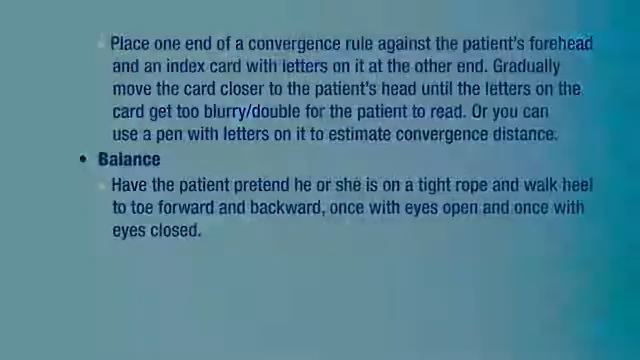 Place one end of a convergence rule against the patient's forehead
and an index card with letters on it at the other end. Gradually
move the card closer to the patient's head until the letters on the
card get too blurry/double for the patient to read. Or you can
use a pen with letters on it to estimate convergence distance.
• Balance
Have the patient pretend he or she is on a tight rope and walk heel
to toe forward and backward, once with eyes open and once with
eyes closed.